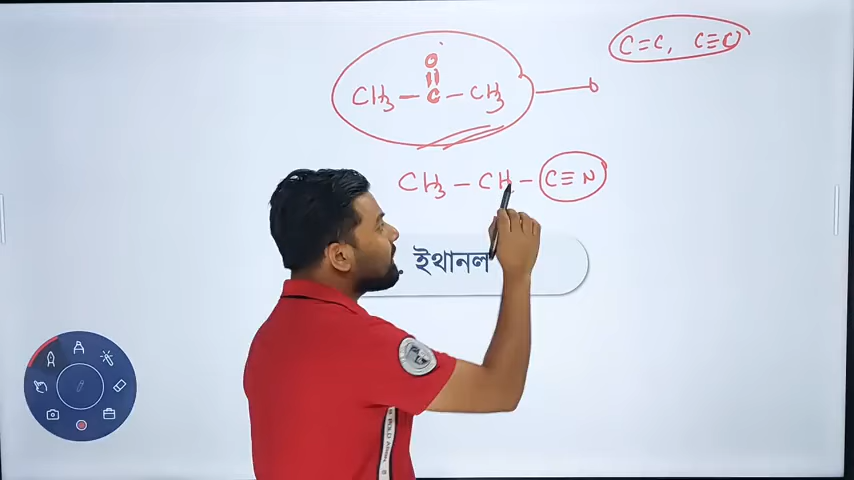 C=C, C≡C
O
||
CH3 — C — CH3
CH3 — CH — C≡N
ইথানল